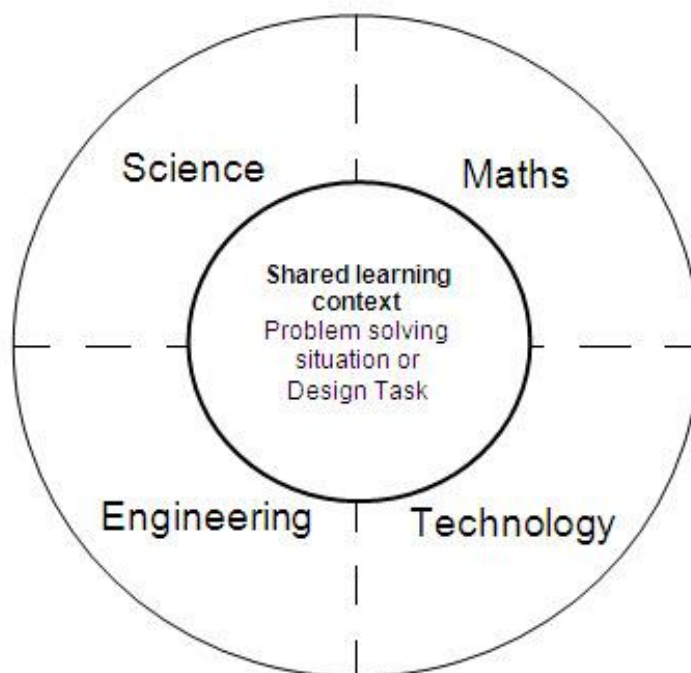 Science
Maths
Shared learning
context
Problem solving
situation or
Design Task
Engineering
Technology